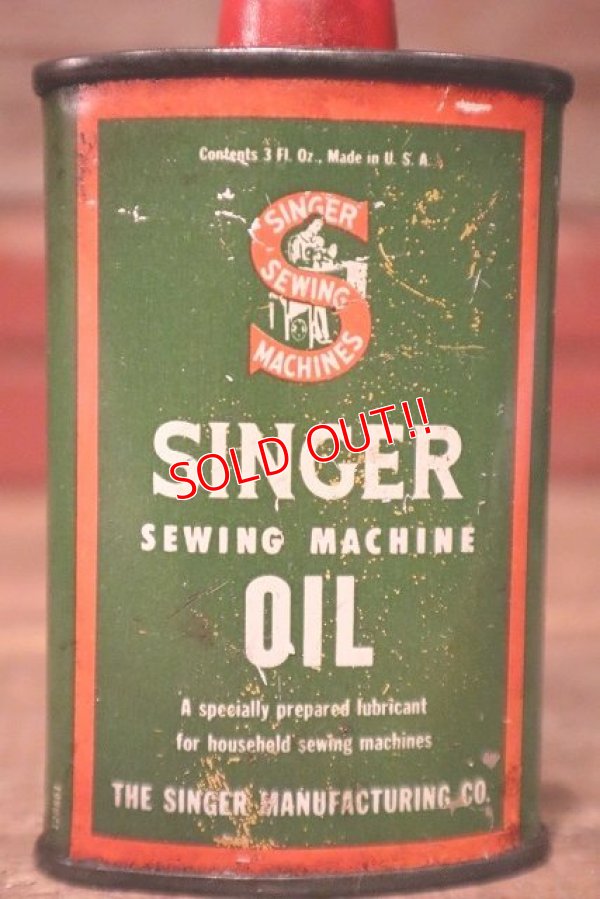 Contents 3 Fl. Oz., Made in U. S. A.
SINGER
SEWING
MACHINES
SINGER
SOLD OUT!!
SEWING MACHINE
OIL
A specially prepared lubricant
for household sewing machines
THE SINGER MANUFACTURING CO.